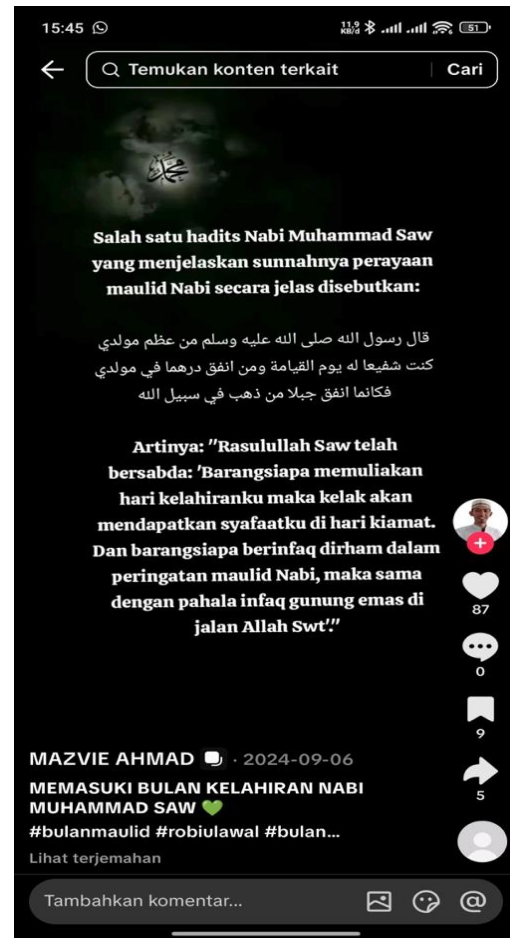 15:45
11,9 KB/d 51
Temukan konten terkait | Cari
محمد
Salah satu hadits Nabi Muhammad Saw
yang menjelaskan sunnahnya perayaan
maulid Nabi secara jelas disebutkan:
قال رسول الله صلى الله عليه وسلم من عظم مولدي
كنت شفيعا له يوم القيامة ومن انفق درهما في مولدي
فكانما انفق جبلا من ذهب في سبيل الله
Artinya: "Rasulullah Saw telah
bersabda: 'Barangsiapa memuliakan
hari kelahiranku maka kelak akan
mendapatkan syafaatku di hari kiamat.
Dan barangsiapa berinfaq dirham dalam
peringatan maulid Nabi, maka sama
dengan pahala infaq gunung emas di
jalan Allah Swt'."
87
0
9
5
MAZVIE AHMAD · 2024-09-06
MEMASUKI BULAN KELAHIRAN NABI
MUHAMMAD SAW 💚
#bulanmaulid #robiulawal #bulan...
Lihat terjemahan
Tambahkan komentar...